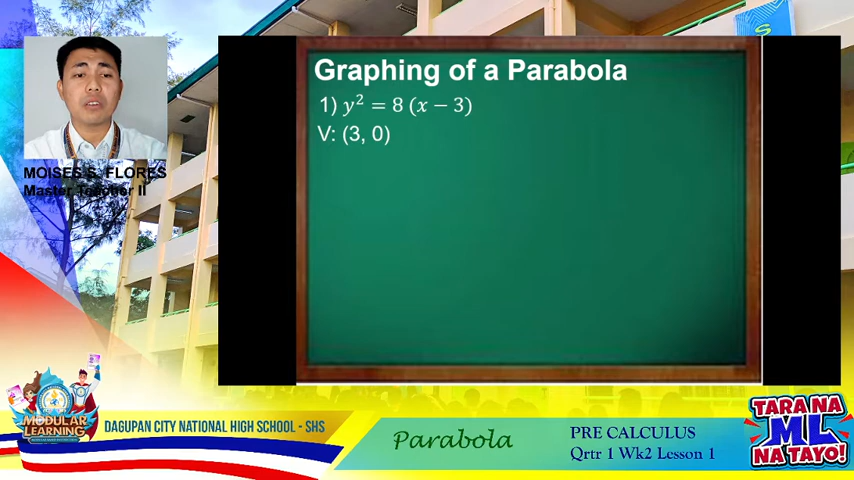 Graphing of a Parabola
1) y² = 8 (x − 3)
V: (3, 0)
MOISES S. FLORES
Master Teacher II
MODULAR
LEARNING
DAGUPAN CITY NATIONAL HIGH SCHOOL - SHS
Parabola
PRE CALCULUS
Qrtr 1 Wk2 Lesson 1
TARA NA
ML
NA TAYO!